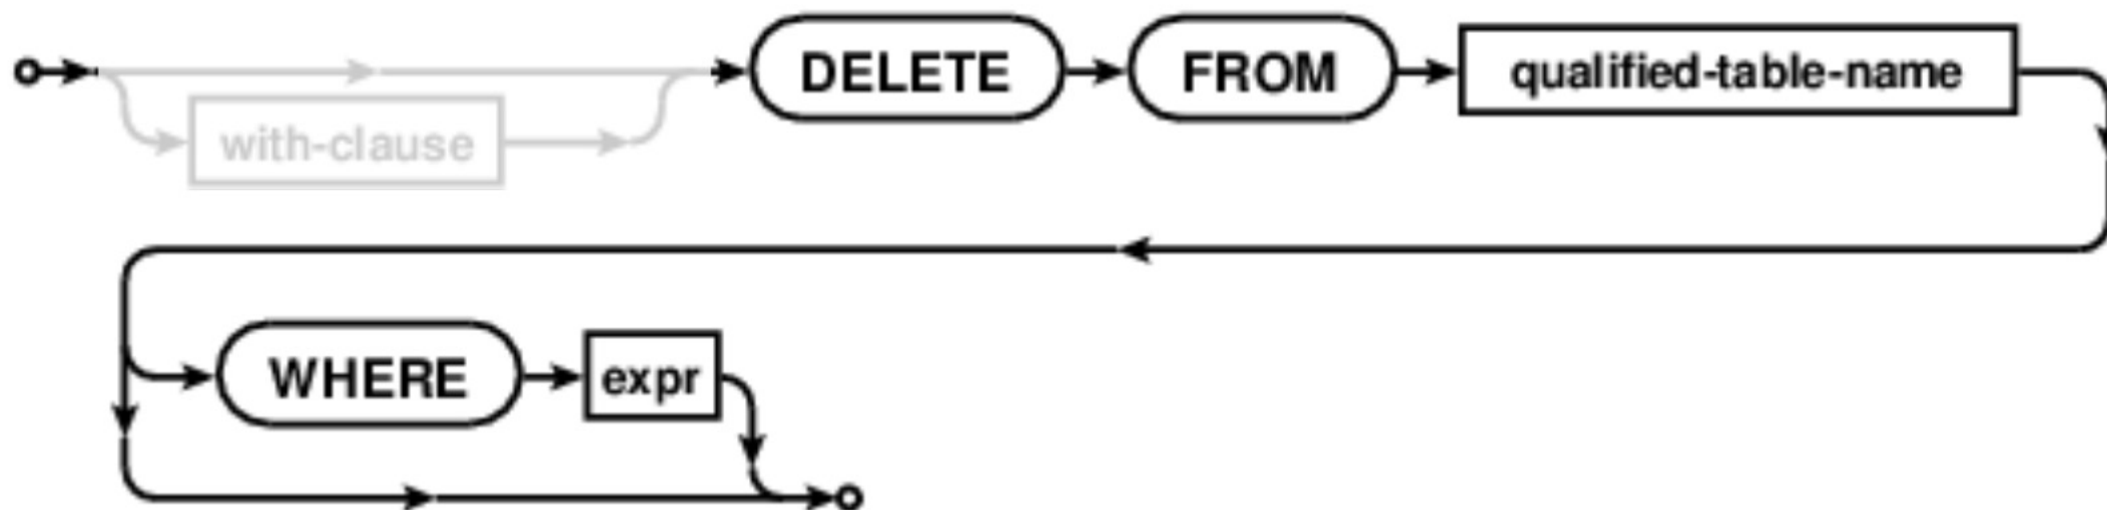 DELETE FROM qualified-table-name
with-clause
WHERE expr